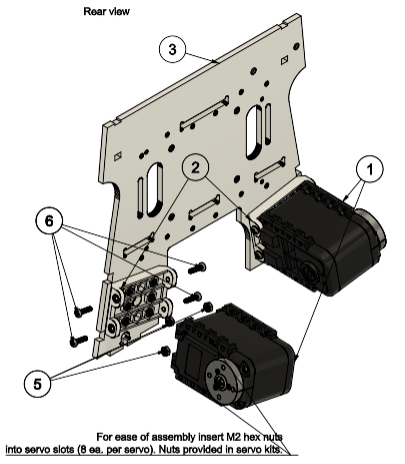 Rear view
3
1
2
6
5
For ease of assembly insert M2 hex nuts
into servo slots (8 ea. per servo). Nuts provided in servo kits.